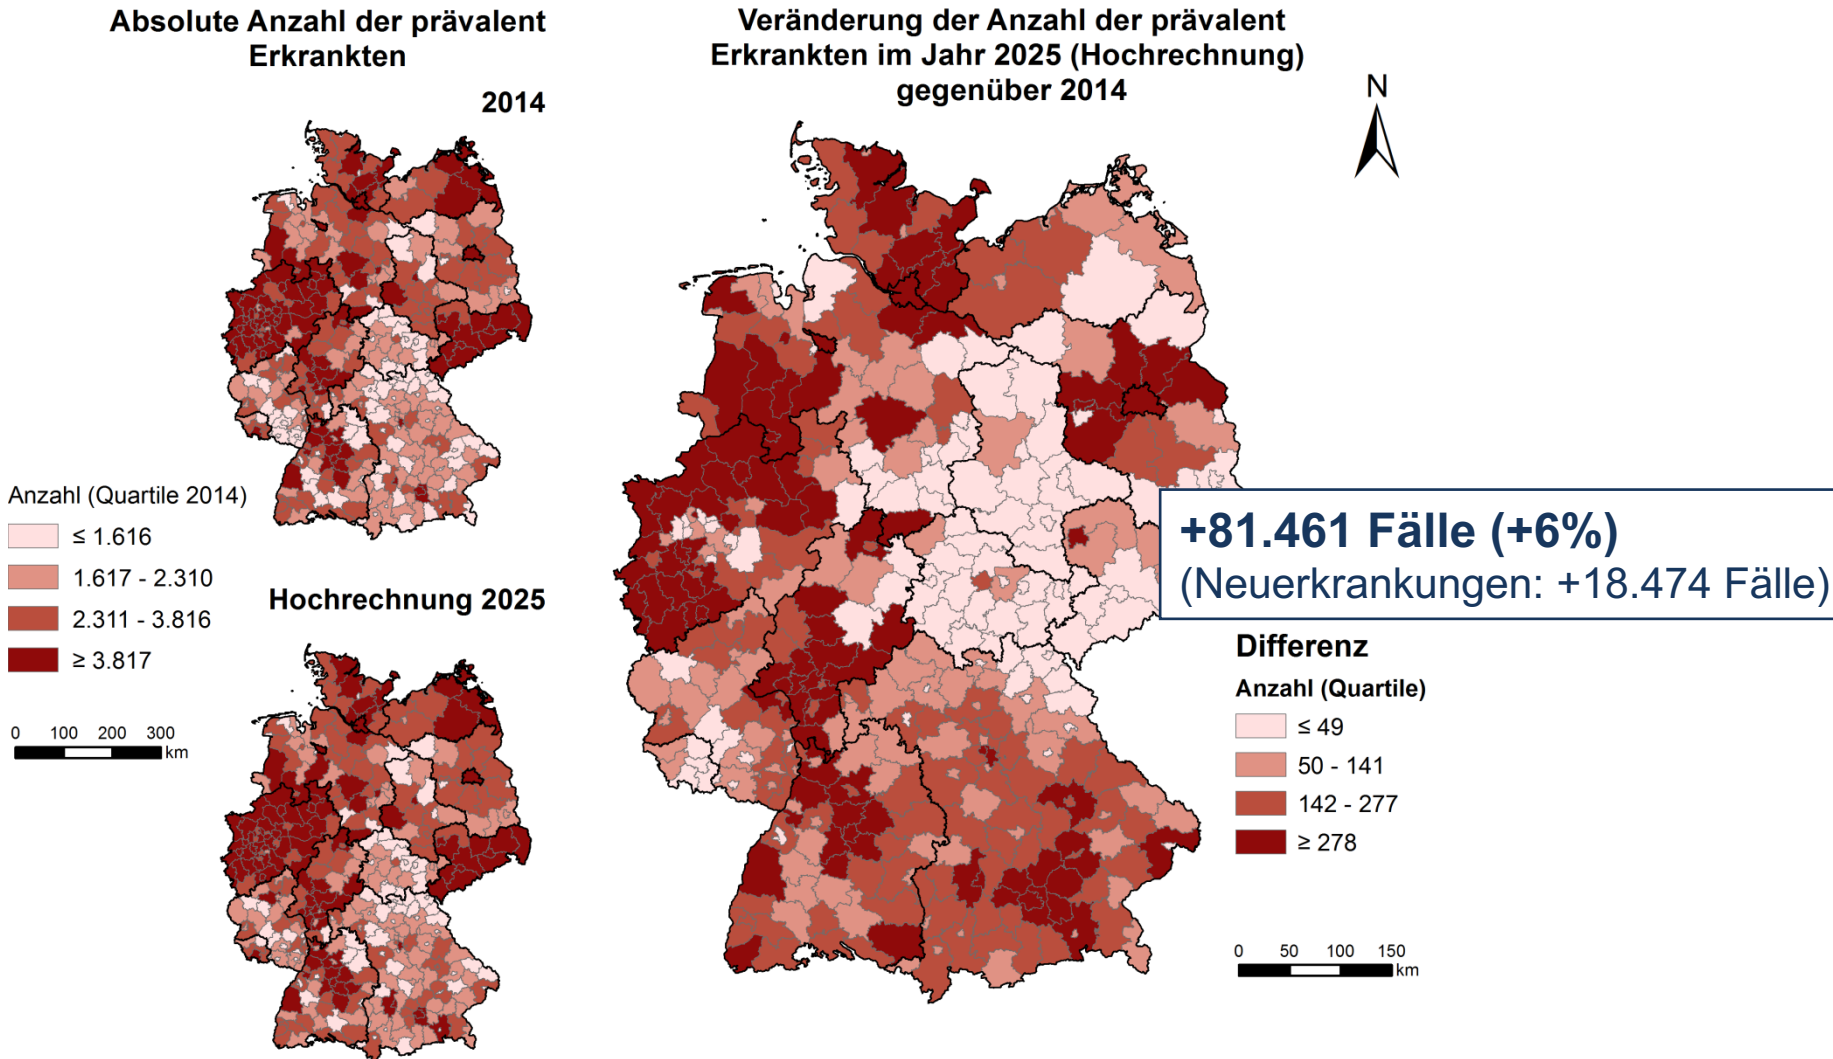 Absolute Anzahl der prävalent
Erkrankten
2014
Anzahl (Quartile 2014)
≤ 1.616
1.617 - 2.310
2.311 - 3.816
≥ 3.817
Hochrechnung 2025
0 100 200 300
km
Veränderung der Anzahl der prävalent
Erkrankten im Jahr 2025 (Hochrechnung)
gegenüber 2014
N
+81.461 Fälle (+6%)
(Neuerkrankungen: +18.474 Fälle)
Differenz
Anzahl (Quartile)
≤ 49
50 - 141
142 - 277
≥ 278
0 50 100 150
km